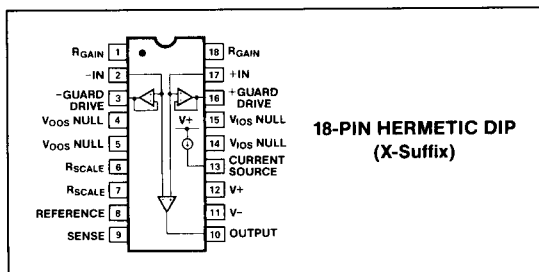 RGAIN 1 18 RGAIN
-IN 2 17 +IN
-GUARD DRIVE 3 16 +GUARD DRIVE
VOOS NULL 4 V+ 15 VIOS NULL
VOOS NULL 5 14 VIOS NULL
RSCALE 6 13 CURRENT SOURCE
RSCALE 7 12 V+
REFERENCE 8 11 V-
SENSE 9 10 OUTPUT
18-PIN HERMETIC DIP
(X-Suffix)